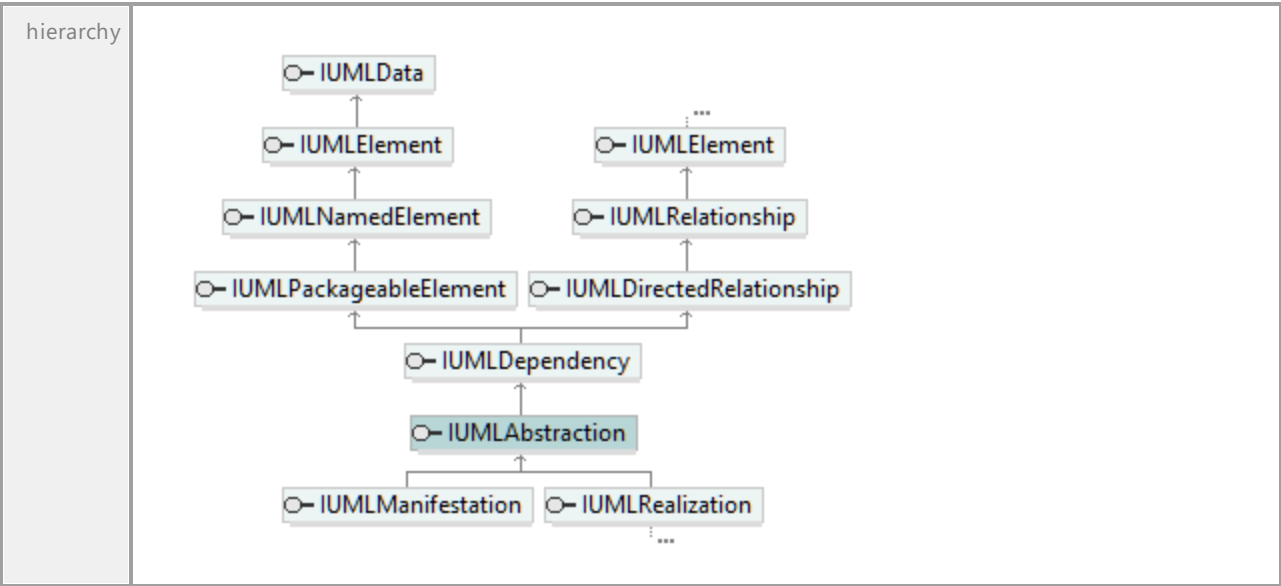 hierarchy
IUMLData
...
IUMLElement
IUMLElement
IUMLNamedElement
IUMLRelationship
IUMLPackageableElement
IUMLDirectedRelationship
IUMLDependency
IUMLAbstraction
IUMLManifestation
IUMLRealization
...